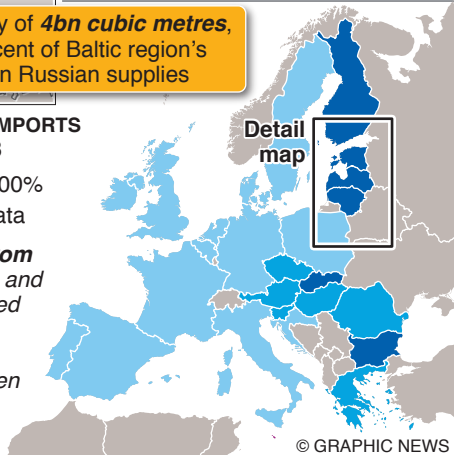 y of 4bn cubic metres,
cent of Baltic region's
n Russian supplies
MPORTS
00%
ata
om
and
ed
en
Detail
map
© GRAPHIC NEWS